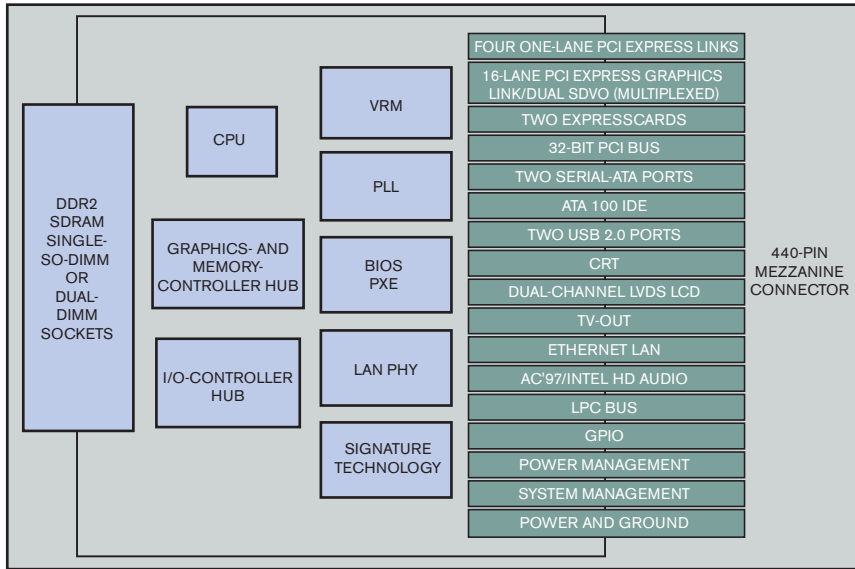 DDR2
SDRAM
SINGLE-
SO-DIMM
OR
DUAL-
DIMM
SOCKETS
CPU
GRAPHICS- AND
MEMORY-
CONTROLLER HUB
I/O-CONTROLLER
HUB
VRM
PLL
BIOS
PXE
LAN PHY
SIGNATURE
TECHNOLOGY
FOUR ONE-LANE PCI EXPRESS LINKS
16-LANE PCI EXPRESS GRAPHICS
LINK/DUAL SDVO (MULTIPLEXED)
TWO EXPRESSCARDS
32-BIT PCI BUS
TWO SERIAL-ATA PORTS
ATA 100 IDE
TWO USB 2.0 PORTS
CRT
DUAL-CHANNEL LVDS LCD
TV-OUT
ETHERNET LAN
AC'97/INTEL HD AUDIO
LPC BUS
GPIO
POWER MANAGEMENT
SYSTEM MANAGEMENT
POWER AND GROUND
440-PIN
MEZZANINE
CONNECTOR